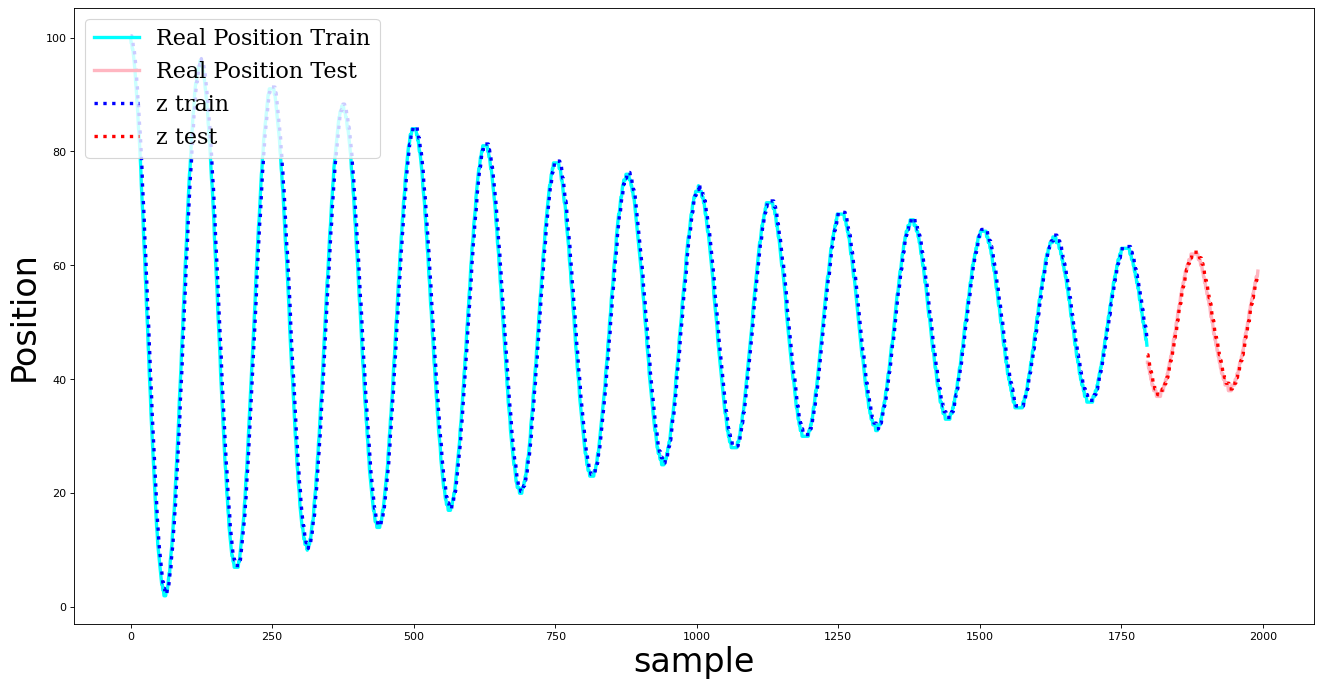 Real Position Train
Real Position Test
z train
z test
Position
100
80
60
40
20
0
0 250 500 750 1000 1250 1500 1750 2000
sample